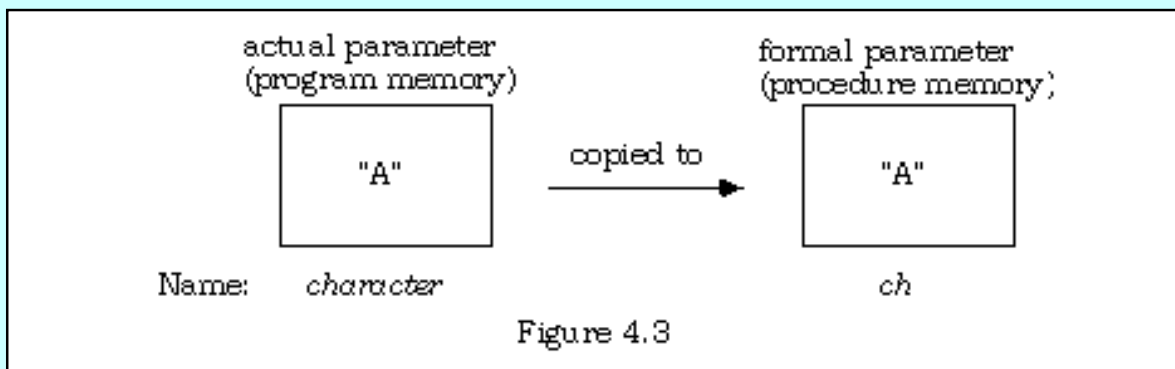 actual parameter
(program memory)
formal parameter
(procedure memory)
"A"
copied to
"A"
Name: character
ch
Figure 4.3